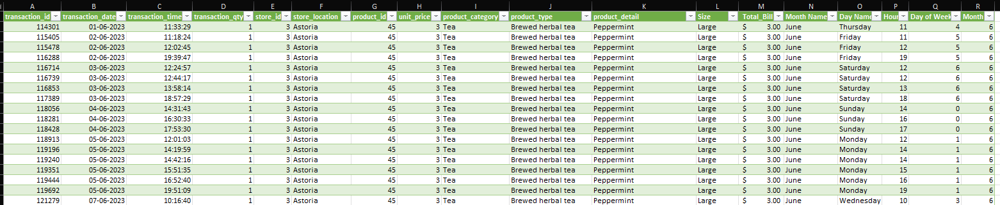 A B C D E F G H I J K L M N O P Q R
transaction_id transaction_date transaction_time transaction_qty store_id store_location product_id unit_price product_category product_type product_detail Size Total_Bill Month Name Day Name Hour Day of Week Month
114301 01-06-2023 11:33:29 1 3 Astoria 45 3 Tea Brewed herbal tea Peppermint Large $ 3.00 June Thursday 11 4 6
115405 02-06-2023 11:18:24 1 3 Astoria 45 3 Tea Brewed herbal tea Peppermint Large $ 3.00 June Friday 11 5 6
115478 02-06-2023 12:02:45 1 3 Astoria 45 3 Tea Brewed herbal tea Peppermint Large $ 3.00 June Friday 12 5 6
116288 02-06-2023 19:39:47 1 3 Astoria 45 3 Tea Brewed herbal tea Peppermint Large $ 3.00 June Friday 19 5 6
116714 03-06-2023 12:24:57 1 3 Astoria 45 3 Tea Brewed herbal tea Peppermint Large $ 3.00 June Saturday 12 6 6
116739 03-06-2023 12:44:17 1 3 Astoria 45 3 Tea Brewed herbal tea Peppermint Large $ 3.00 June Saturday 12 6 6
116853 03-06-2023 13:58:14 1 3 Astoria 45 3 Tea Brewed herbal tea Peppermint Large $ 3.00 June Saturday 13 6 6
117389 03-06-2023 18:57:29 1 3 Astoria 45 3 Tea Brewed herbal tea Peppermint Large $ 3.00 June Saturday 18 6 6
118056 04-06-2023 14:31:43 1 3 Astoria 45 3 Tea Brewed herbal tea Peppermint Large $ 3.00 June Sunday 14 0 6
118281 04-06-2023 16:30:33 1 3 Astoria 45 3 Tea Brewed herbal tea Peppermint Large $ 3.00 June Sunday 16 0 6
118428 04-06-2023 17:53:30 1 3 Astoria 45 3 Tea Brewed herbal tea Peppermint Large $ 3.00 June Sunday 17 0 6
118913 05-06-2023 12:01:03 1 3 Astoria 45 3 Tea Brewed herbal tea Peppermint Large $ 3.00 June Monday 12 1 6
119196 05-06-2023 14:19:59 1 3 Astoria 45 3 Tea Brewed herbal tea Peppermint Large $ 3.00 June Monday 14 1 6
119240 05-06-2023 14:42:16 1 3 Astoria 45 3 Tea Brewed herbal tea Peppermint Large $ 3.00 June Monday 14 1 6
119351 05-06-2023 15:51:35 1 3 Astoria 45 3 Tea Brewed herbal tea Peppermint Large $ 3.00 June Monday 15 1 6
119444 05-06-2023 16:52:40 1 3 Astoria 45 3 Tea Brewed herbal tea Peppermint Large $ 3.00 June Monday 16 1 6
119692 05-06-2023 19:51:09 1 3 Astoria 45 3 Tea Brewed herbal tea Peppermint Large $ 3.00 June Monday 19 1 6
121279 07-06-2023 10:16:40 1 3 Astoria 45 3 Tea Brewed herbal tea Peppermint Large $ 3.00 June Wednesday 10 3 6